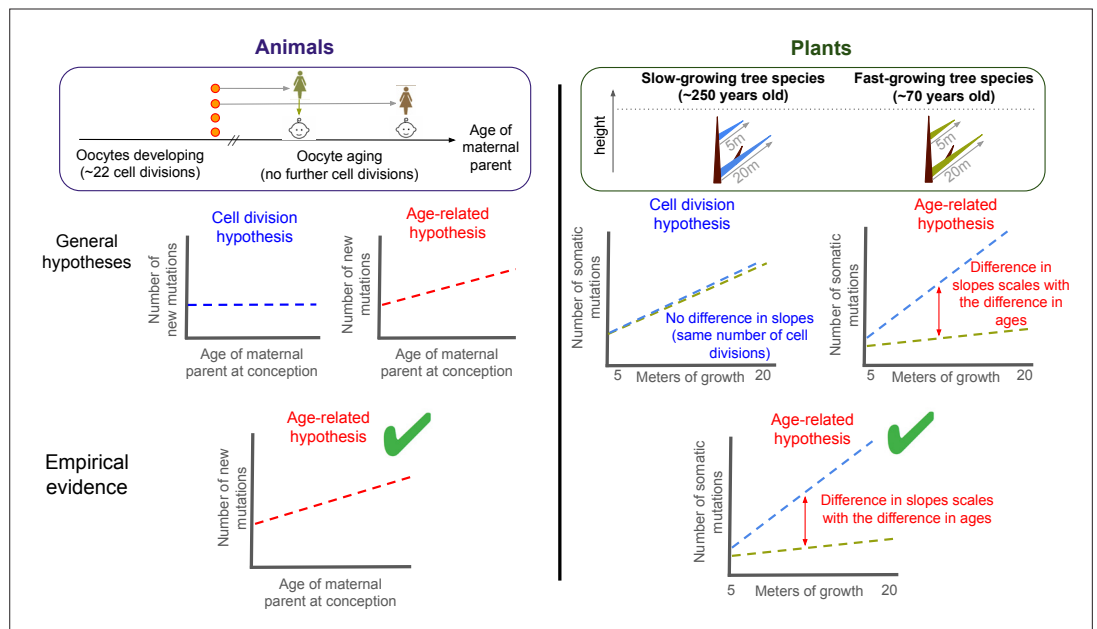 Animals
Oocytes developing
(~22 cell divisions)
Oocyte aging
(no further cell divisions)
Age of
maternal
parent
General
hypotheses
Cell division
hypothesis
Number of
new mutations
Age of maternal
parent at conception
Age-related
hypothesis
Number of new
mutations
Age of maternal
parent at conception
Empirical
evidence
Age-related
hypothesis
Number of new
mutations
Age of maternal
parent at conception
Plants
height
Slow-growing tree species
(~250 years old)
5m
20m
Fast-growing tree species
(~70 years old)
5m
20m
Cell division
hypothesis
Number of somatic
mutations
No difference in slopes
(same number of cell
divisions)
5 Meters of growth 20
Age-related
hypothesis
Number of somatic
mutations
Difference in
slopes scales with
the difference in
ages
5 Meters of growth 20
Age-related
hypothesis
Number of somatic
mutations
Difference in slopes scales
with the difference in ages
5 Meters of growth 20